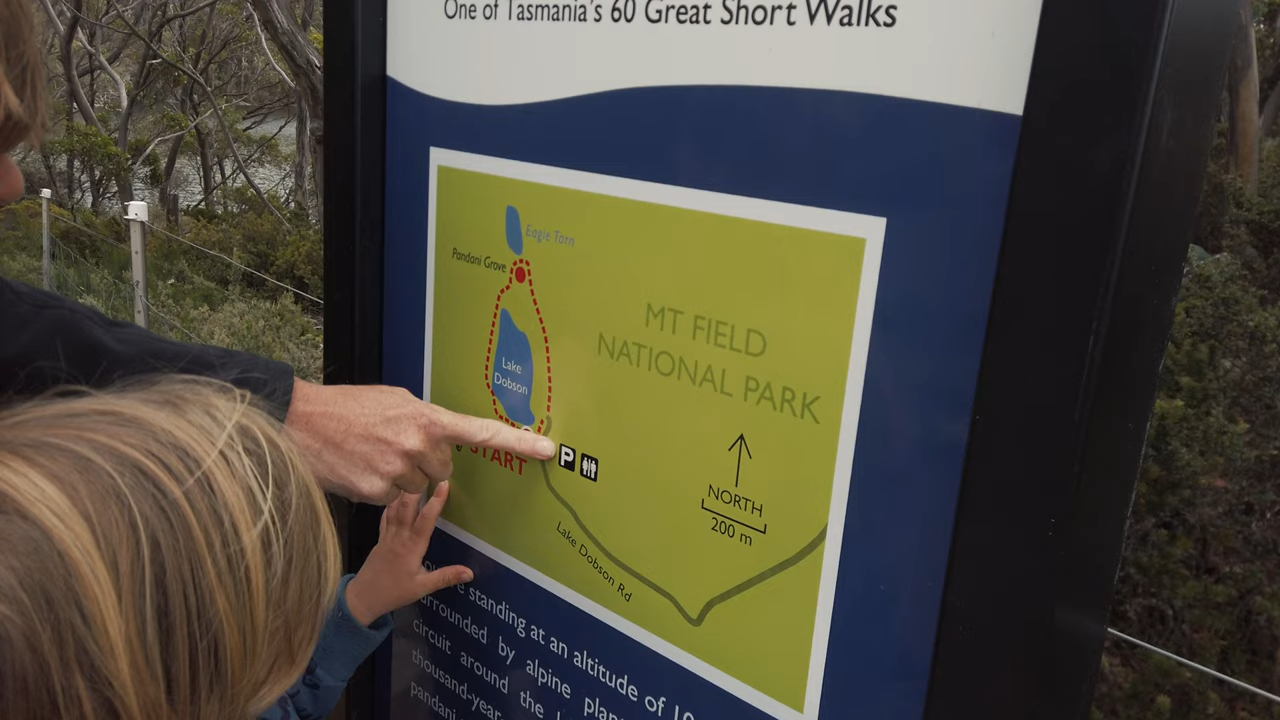 One of Tasmania's 60 Great Short Walks
Eagle Tarn
Pandani Grove
MT FIELD
NATIONAL PARK
Lake
Dobson
START
P
NORTH
200 m
Lake Dobson Rd
standing at an altitude of
by alpine
circuit around the
thousand-year